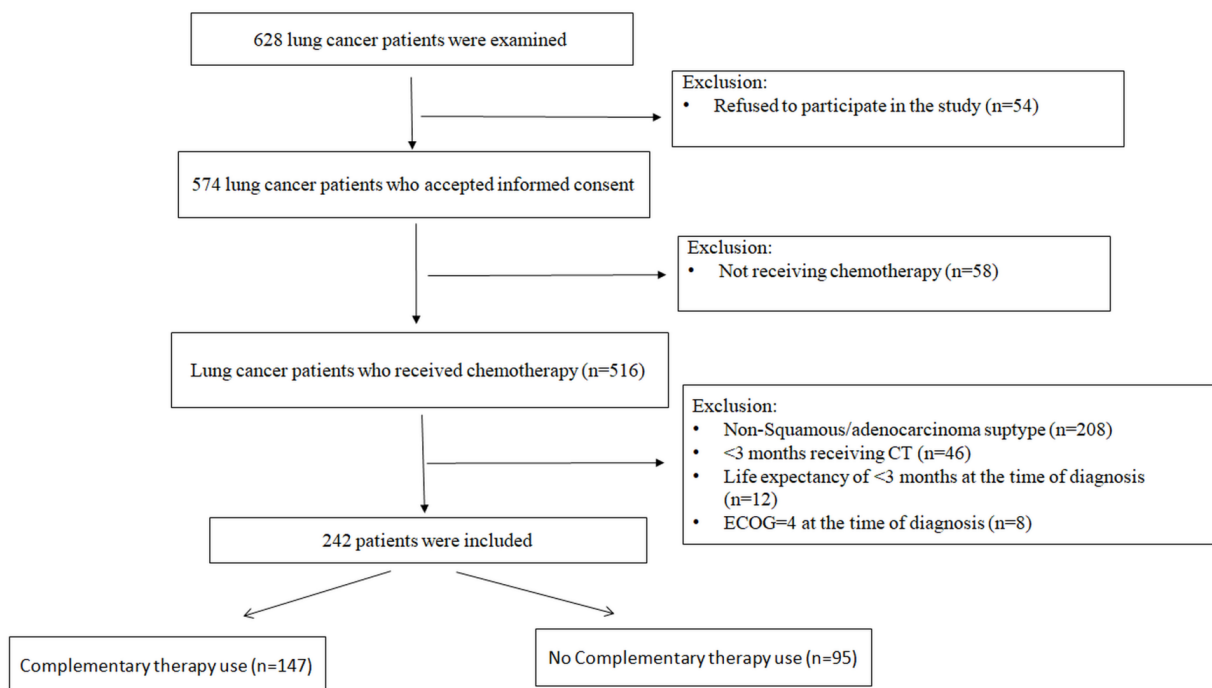 628 lung cancer patients were examined
Exclusion:
• Refused to participate in the study (n=54)
574 lung cancer patients who accepted informed consent
Exclusion:
• Not receiving chemotherapy (n=58)
Lung cancer patients who received chemotherapy (n=516)
Exclusion:
• Non-Squamous/adenocarcinoma suptype (n=208)
• <3 months receiving CT (n=46)
• Life expectancy of <3 months at the time of diagnosis
(n=12)
• ECOG=4 at the time of diagnosis (n=8)
242 patients were included
Complementary therapy use (n=147)
No Complementary therapy use (n=95)